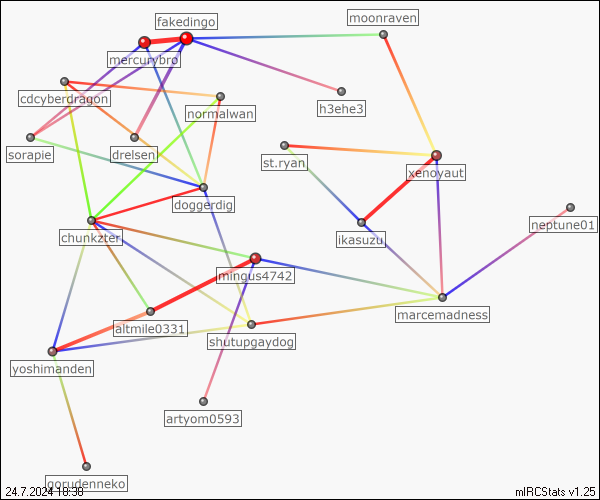 moonraven
fakedingo
mercurybro
cdcyberdragon
h3ehe3
normalwan
sorapie
drelsen
st.ryan
xenoyaut
doggerdig
neptune01
chunkzter
ikasuzu
mingus4742
marcemadness
altmile0331
shutupgaydog
yoshimanden
artyom0593
gorudenneko
24.7.2024 18:38
mIRCStats v1.25